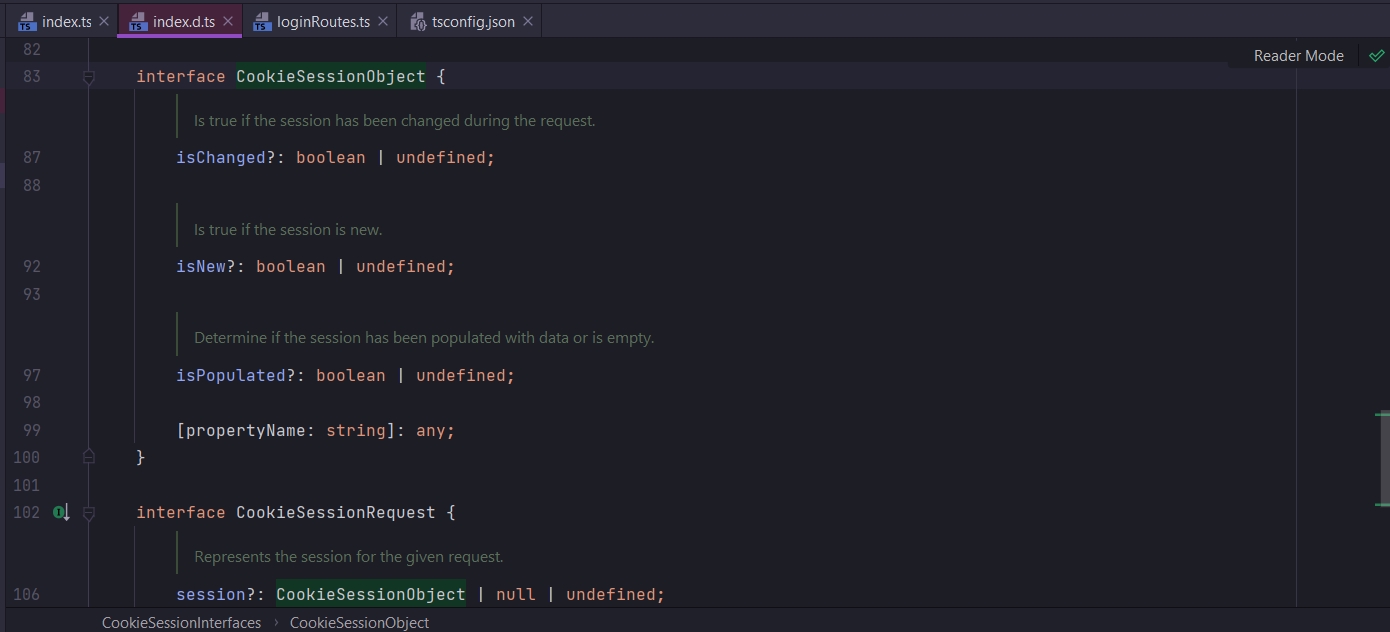 index.ts index.d.ts loginRoutes.ts tsconfig.json
82
Reader Mode
83 interface CookieSessionObject {
Is true if the session has been changed during the request.
87 isChanged?: boolean | undefined;
88
Is true if the session is new.
92 isNew?: boolean | undefined;
93
Determine if the session has been populated with data or is empty.
97 isPopulated?: boolean | undefined;
98
99 [propertyName: string]: any;
100 }
101
102 interface CookieSessionRequest {
Represents the session for the given request.
106 session?: CookieSessionObject | null | undefined;
CookieSessionInterfaces › CookieSessionObject